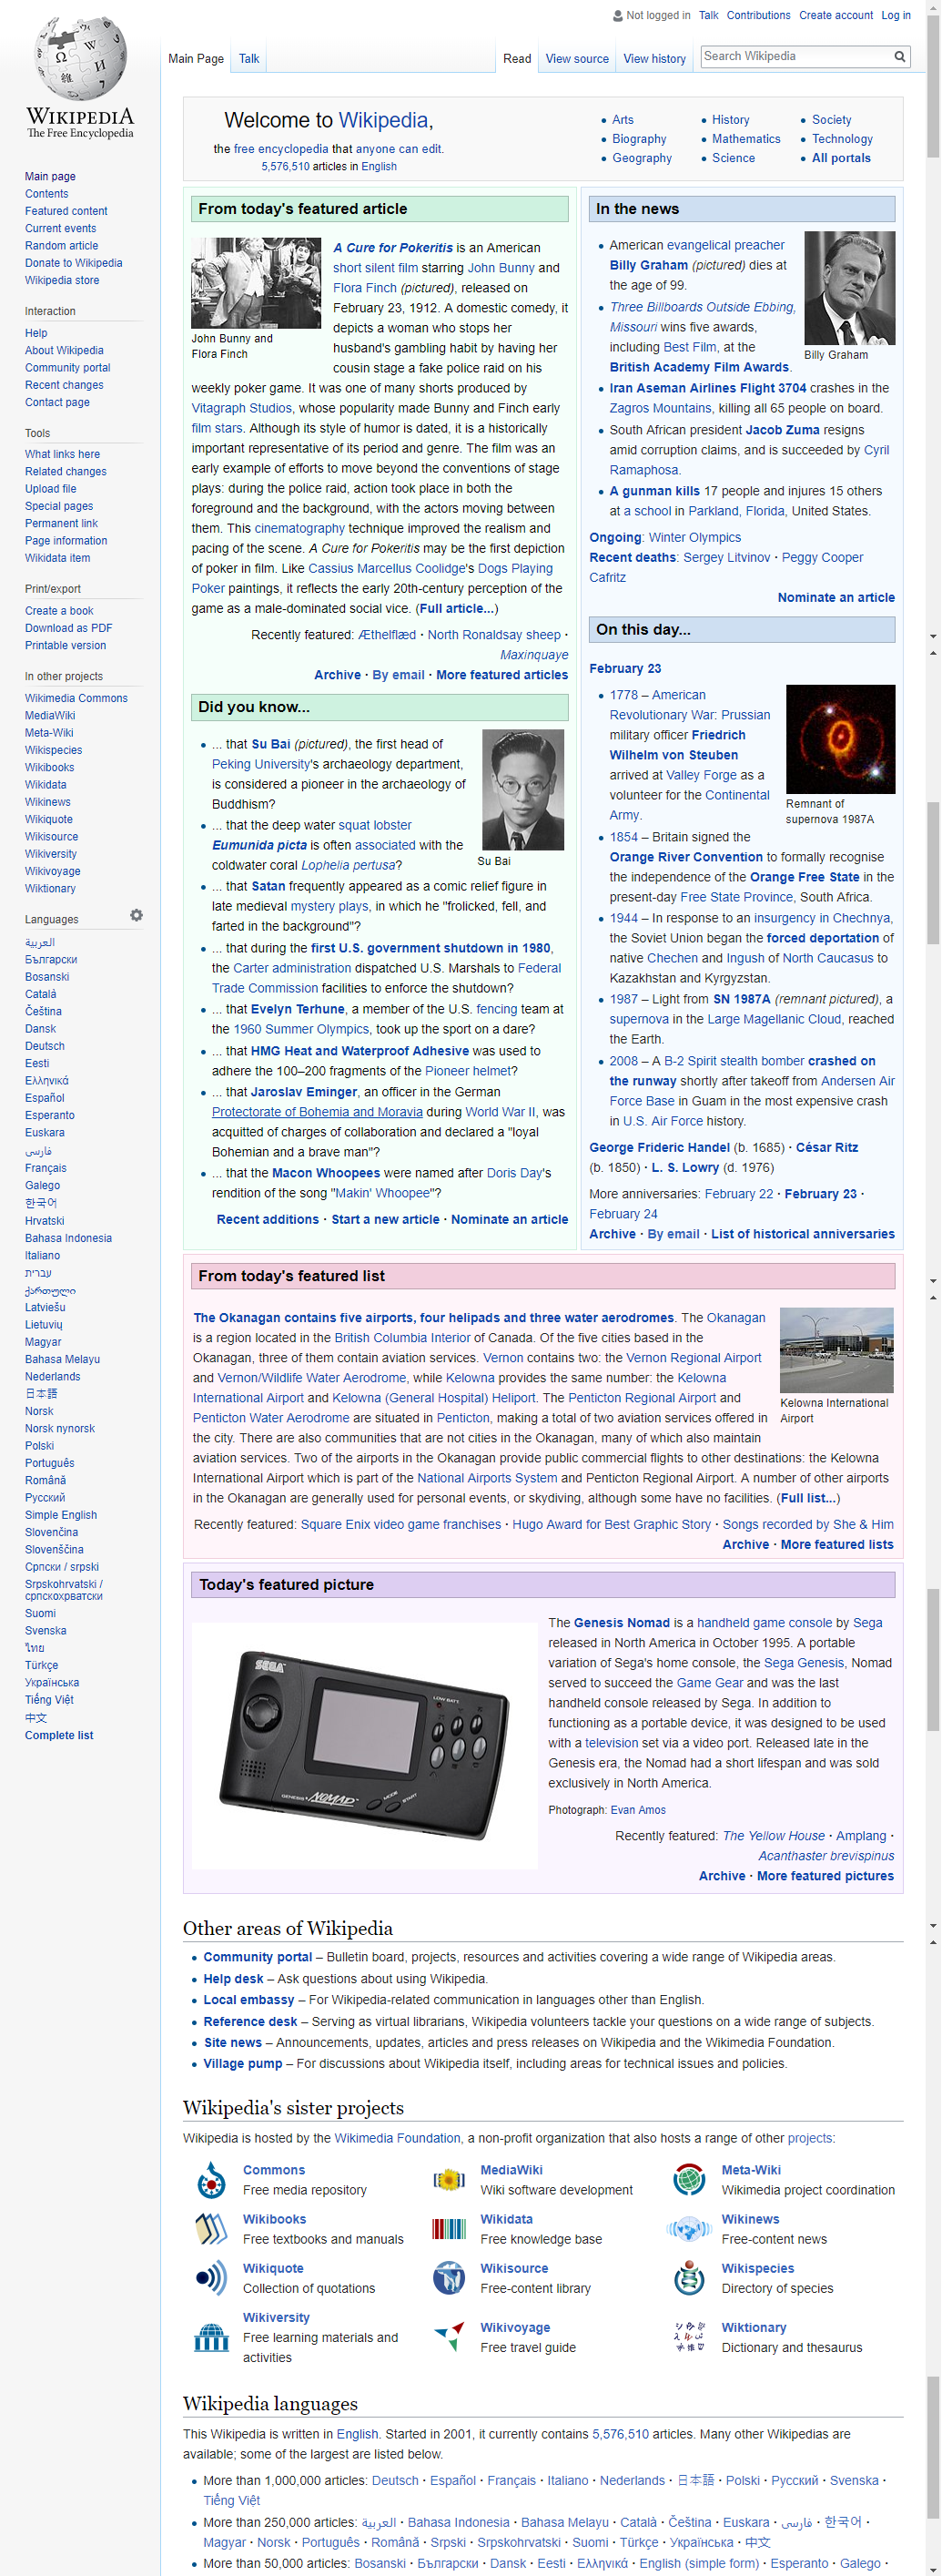 Not logged in Talk Contributions Create account Log in
Main Page Talk Read View source View history Search Wikipedia
WIKIPEDIA
The Free Encyclopedia
Main page
Contents
Featured content
Current events
Random article
Donate to Wikipedia
Wikipedia store
Interaction
Help
About Wikipedia
Community portal
Recent changes
Contact page
Tools
What links here
Related changes
Upload file
Special pages
Permanent link
Page information
Wikidata item
Print/export
Create a book
Download as PDF
Printable version
In other projects
Wikimedia Commons
MediaWiki
Meta-Wiki
Wikispecies
Wikibooks
Wikidata
Wikinews
Wikiquote
Wikisource
Wikiversity
Wikivoyage
Wiktionary
Languages
العربية
Български
Bosanski
Català
Čeština
Dansk
Deutsch
Eesti
Ελληνικά
Español
Esperanto
Euskara
فارسی
Français
Galego
한국어
Hrvatski
Bahasa Indonesia
Italiano
עברית
ქართული
Latviešu
Lietuvių
Magyar
Bahasa Melayu
Nederlands
日本語
Norsk
Norsk nynorsk
Polski
Português
Română
Русский
Simple English
Slovenčina
Slovenščina
Српски / srpski
Srpskohrvatski /
српскохрватски
Suomi
Svenska
ไทย
Türkçe
Українська
Tiếng Việt
中文
Complete list
Welcome to Wikipedia,
the free encyclopedia that anyone can edit.
5,576,510 articles in English
Arts
Biography
Geography
History
Mathematics
Science
Society
Technology
All portals
From today's featured article
John Bunny and
Flora Finch
A Cure for Pokeritis is an American
short silent film starring John Bunny and
Flora Finch (pictured), released on
February 23, 1912. A domestic comedy, it
depicts a woman who stops her
husband's gambling habit by having her
cousin stage a fake police raid on his
weekly poker game. It was one of many shorts produced by
Vitagraph Studios, whose popularity made Bunny and Finch early
film stars. Although its style of humor is dated, it is a historically
important representative of its period and genre. The film was an
early example of efforts to move beyond the conventions of stage
plays: during the police raid, action took place in both the
foreground and the background, with the actors moving between
them. This cinematography technique improved the realism and
pacing of the scene. A Cure for Pokeritis may be the first depiction
of poker in film. Like Cassius Marcellus Coolidge's Dogs Playing
Poker paintings, it reflects the early 20th-century perception of the
game as a male-dominated social vice. (Full article...)
Recently featured: Æthelflæd · North Ronaldsay sheep ·
Maxinquaye
Archive · By email · More featured articles
Did you know...
... that Su Bai (pictured), the first head of
Peking University's archaeology department,
is considered a pioneer in the archaeology of
Buddhism?
Su Bai
... that the deep water squat lobster
Eumunida picta is often associated with the
coldwater coral Lophelia pertusa?
... that Satan frequently appeared as a comic relief figure in
late medieval mystery plays, in which he "frolicked, fell, and
farted in the background"?
... that during the first U.S. government shutdown in 1980,
the Carter administration dispatched U.S. Marshals to Federal
Trade Commission facilities to enforce the shutdown?
... that Evelyn Terhune, a member of the U.S. fencing team at
the 1960 Summer Olympics, took up the sport on a dare?
... that HMG Heat and Waterproof Adhesive was used to
adhere the 100–200 fragments of the Pioneer helmet?
... that Jaroslav Eminger, an officer in the German
Protectorate of Bohemia and Moravia during World War II, was
acquitted of charges of collaboration and declared a "loyal
Bohemian and a brave man"?
... that the Macon Whoopees were named after Doris Day's
rendition of the song "Makin' Whoopee"?
Recent additions · Start a new article · Nominate an article
In the news
American evangelical preacher
Billy Graham (pictured) dies at
the age of 99.
Billy Graham
Three Billboards Outside Ebbing,
Missouri wins five awards,
including Best Film, at the
British Academy Film Awards.
Iran Aseman Airlines Flight 3704 crashes in the
Zagros Mountains, killing all 65 people on board.
South African president Jacob Zuma resigns
amid corruption claims, and is succeeded by Cyril
Ramaphosa.
A gunman kills 17 people and injures 15 others
at a school in Parkland, Florida, United States.
Ongoing: Winter Olympics
Recent deaths: Sergey Litvinov · Peggy Cooper
Cafritz
Nominate an article
On this day...
February 23
1778 – American
Revolutionary War: Prussian
military officer Friedrich
Wilhelm von Steuben
arrived at Valley Forge as a
volunteer for the Continental
Army.
Remnant of
supernova 1987A
1854 – Britain signed the
Orange River Convention to formally recognise
the independence of the Orange Free State in the
present-day Free State Province, South Africa.
1944 – In response to an insurgency in Chechnya,
the Soviet Union began the forced deportation of
native Chechen and Ingush of North Caucasus to
Kazakhstan and Kyrgyzstan.
1987 – Light from SN 1987A (remnant pictured), a
supernova in the Large Magellanic Cloud, reached
the Earth.
2008 – A B-2 Spirit stealth bomber crashed on
the runway shortly after takeoff from Andersen Air
Force Base in Guam in the most expensive crash
in U.S. Air Force history.
George Frideric Handel (b. 1685) · César Ritz
(b. 1850) · L. S. Lowry (d. 1976)
More anniversaries: February 22 · February 23 ·
February 24
Archive · By email · List of historical anniversaries
From today's featured list
The Okanagan contains five airports, four helipads and three water aerodromes. The Okanagan
is a region located in the British Columbia Interior of Canada. Of the five cities based in the
Okanagan, three of them contain aviation services. Vernon contains two: the Vernon Regional Airport
and Vernon/Wildlife Water Aerodrome, while Kelowna provides the same number: the Kelowna
International Airport and Kelowna (General Hospital) Heliport. The Penticton Regional Airport and
Penticton Water Aerodrome are situated in Penticton, making a total of two aviation services offered in
the city. There are also communities that are not cities in the Okanagan, many of which also maintain
aviation services. Two of the airports in the Okanagan provide public commercial flights to other destinations: the Kelowna
International Airport which is part of the National Airports System and Penticton Regional Airport. A number of other airports
in the Okanagan are generally used for personal events, or skydiving, although some have no facilities. (Full list...)
Kelowna International
Airport
Recently featured: Square Enix video game franchises · Hugo Award for Best Graphic Story · Songs recorded by She & Him
Archive · More featured lists
Today's featured picture
SEGA
LOW BATT.
GENESIS NOMAD
MODE
START
The Genesis Nomad is a handheld game console by Sega
released in North America in October 1995. A portable
variation of Sega's home console, the Sega Genesis, Nomad
served to succeed the Game Gear and was the last
handheld console released by Sega. In addition to
functioning as a portable device, it was designed to be used
with a television set via a video port. Released late in the
Genesis era, the Nomad had a short lifespan and was sold
exclusively in North America.
Photograph: Evan Amos
Recently featured: The Yellow House · Amplang ·
Acanthaster brevispinus
Archive · More featured pictures
Other areas of Wikipedia
Community portal – Bulletin board, projects, resources and activities covering a wide range of Wikipedia areas.
Help desk – Ask questions about using Wikipedia.
Local embassy – For Wikipedia-related communication in languages other than English.
Reference desk – Serving as virtual librarians, Wikipedia volunteers tackle your questions on a wide range of subjects.
Site news – Announcements, updates, articles and press releases on Wikipedia and the Wikimedia Foundation.
Village pump – For discussions about Wikipedia itself, including areas for technical issues and policies.
Wikipedia's sister projects
Wikipedia is hosted by the Wikimedia Foundation, a non-profit organization that also hosts a range of other projects:
Commons
Free media repository
MediaWiki
Wiki software development
Meta-Wiki
Wikimedia project coordination
Wikibooks
Free textbooks and manuals
Wikidata
Free knowledge base
Wikinews
Free-content news
Wikiquote
Collection of quotations
Wikisource
Free-content library
Wikispecies
Directory of species
Wikiversity
Free learning materials and
activities
Wikivoyage
Free travel guide
Wiktionary
Dictionary and thesaurus
Wikipedia languages
This Wikipedia is written in English. Started in 2001, it currently contains 5,576,510 articles. Many other Wikipedias are
available; some of the largest are listed below.
More than 1,000,000 articles: Deutsch · Español · Français · Italiano · Nederlands · 日本語 · Polski · Русский · Svenska ·
Tiếng Việt
More than 250,000 articles: العربية · Bahasa Indonesia · Bahasa Melayu · Català · Čeština · Euskara · فارسی · 한국어 ·
Magyar · Norsk · Português · Română · Srpski · Srpskohrvatski · Suomi · Türkçe · Українська · 中文
More than 50,000 articles: Bosanski · Български · Dansk · Eesti · Ελληνικά · English (simple form) · Esperanto · Galego ·